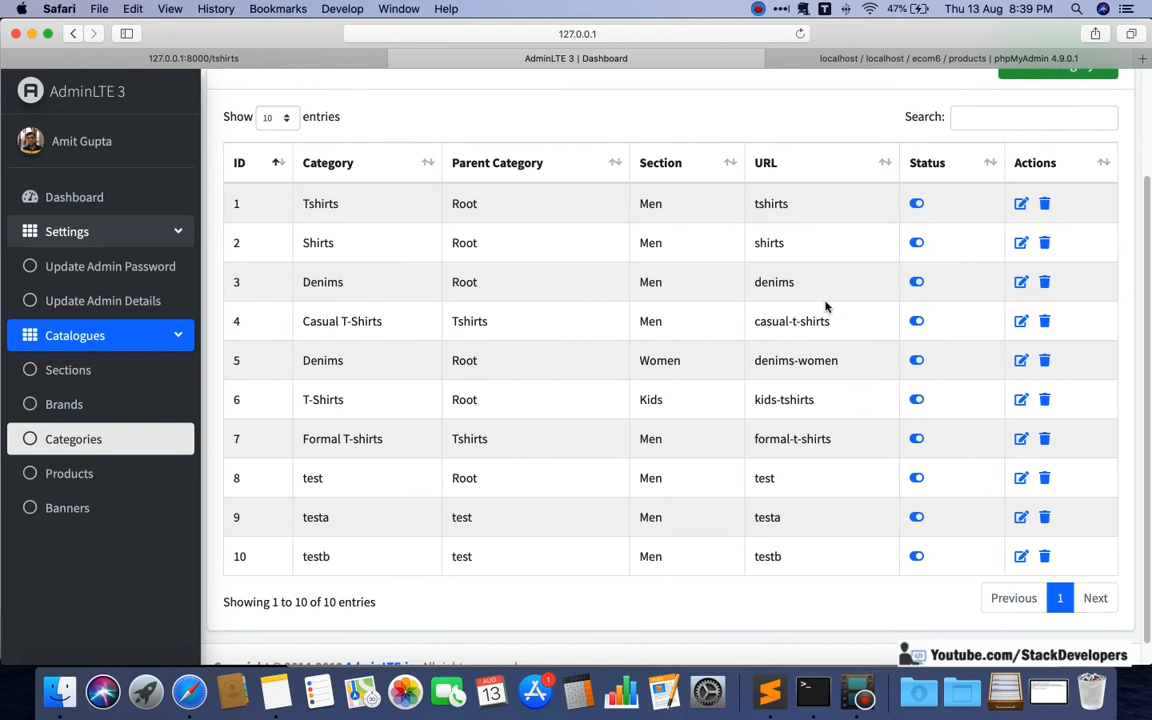 Safari File Edit View History Bookmarks Develop Window Help 47% Thu 13 Aug 8:39 PM
127.0.0.1
127.0.0.1:8000/tshirts AdminLTE 3 | Dashboard localhost / localhost / ecom6 / products | phpMyAdmin 4.9.0.1
AdminLTE 3
Amit Gupta
Dashboard
Settings
Update Admin Password
Update Admin Details
Catalogues
Sections
Brands
Categories
Products
Banners
Show 10 entries Search:
ID Category Parent Category Section URL Status Actions
1 Tshirts Root Men tshirts
2 Shirts Root Men shirts
3 Denims Root Men denims
4 Casual T-Shirts Tshirts Men casual-t-shirts
5 Denims Root Women denims-women
6 T-Shirts Root Kids kids-tshirts
7 Formal T-shirts Tshirts Men formal-t-shirts
8 test Root Men test
9 testa test Men testa
10 testb test Men testb
Showing 1 to 10 of 10 entries Previous 1 Next
Youtube.com/StackDevelopers
AUG
13
1